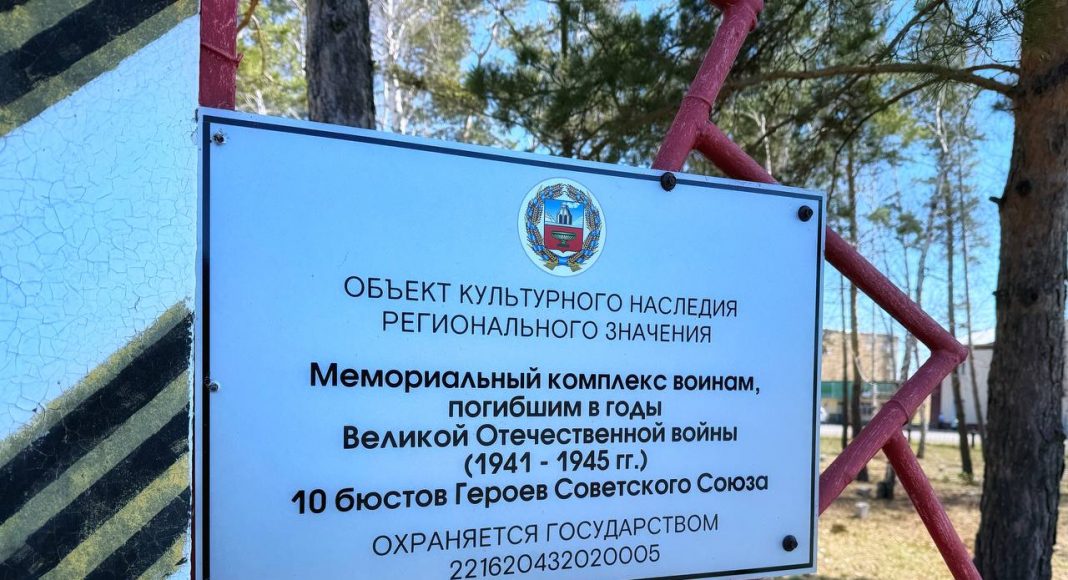 ОБЪЕКТ КУЛЬТУРНОГО НАСЛЕДИЯ
РЕГИОНАЛЬНОГО ЗНАЧЕНИЯ
Мемориальный комплекс воинам,
погибшим в годы
Великой Отечественной войны
(1941 - 1945 гг.)
10 бюстов Героев Советского Союза
ОХРАНЯЕТСЯ ГОСУДАРСТВОМ
221620432020005